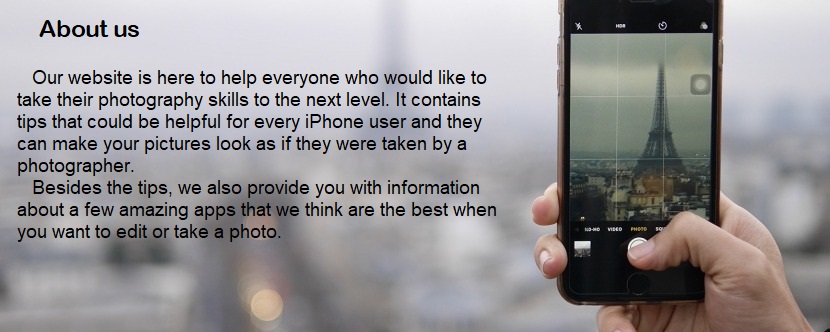 About us
Our website is here to help everyone who would like to
take their photography skills to the next level. It contains
tips that could be helpful for every iPhone user and they
can make your pictures look as if they were taken by a
photographer.
Besides the tips, we also provide you with information
about a few amazing apps that we think are the best when
you want to edit or take a photo.
HDR
SLO-MO VIDEO PHOTO